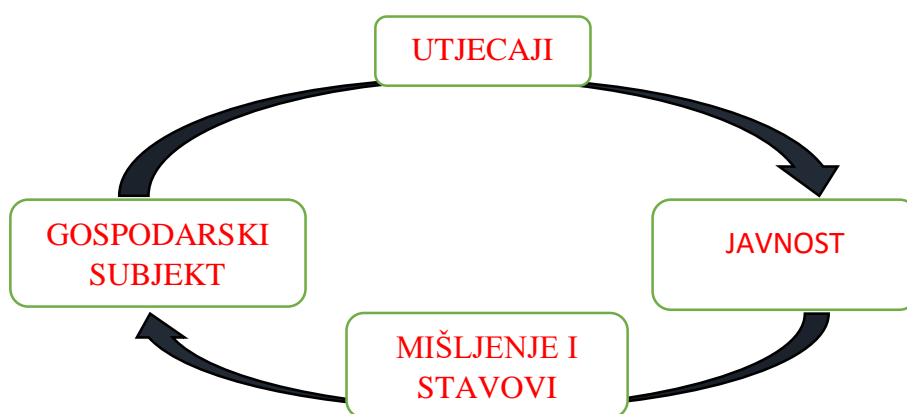 UTJECAJI
GOSPODARSKI
SUBJEKT
JAVNOST
MIŠLJENJE I
STAVOVI